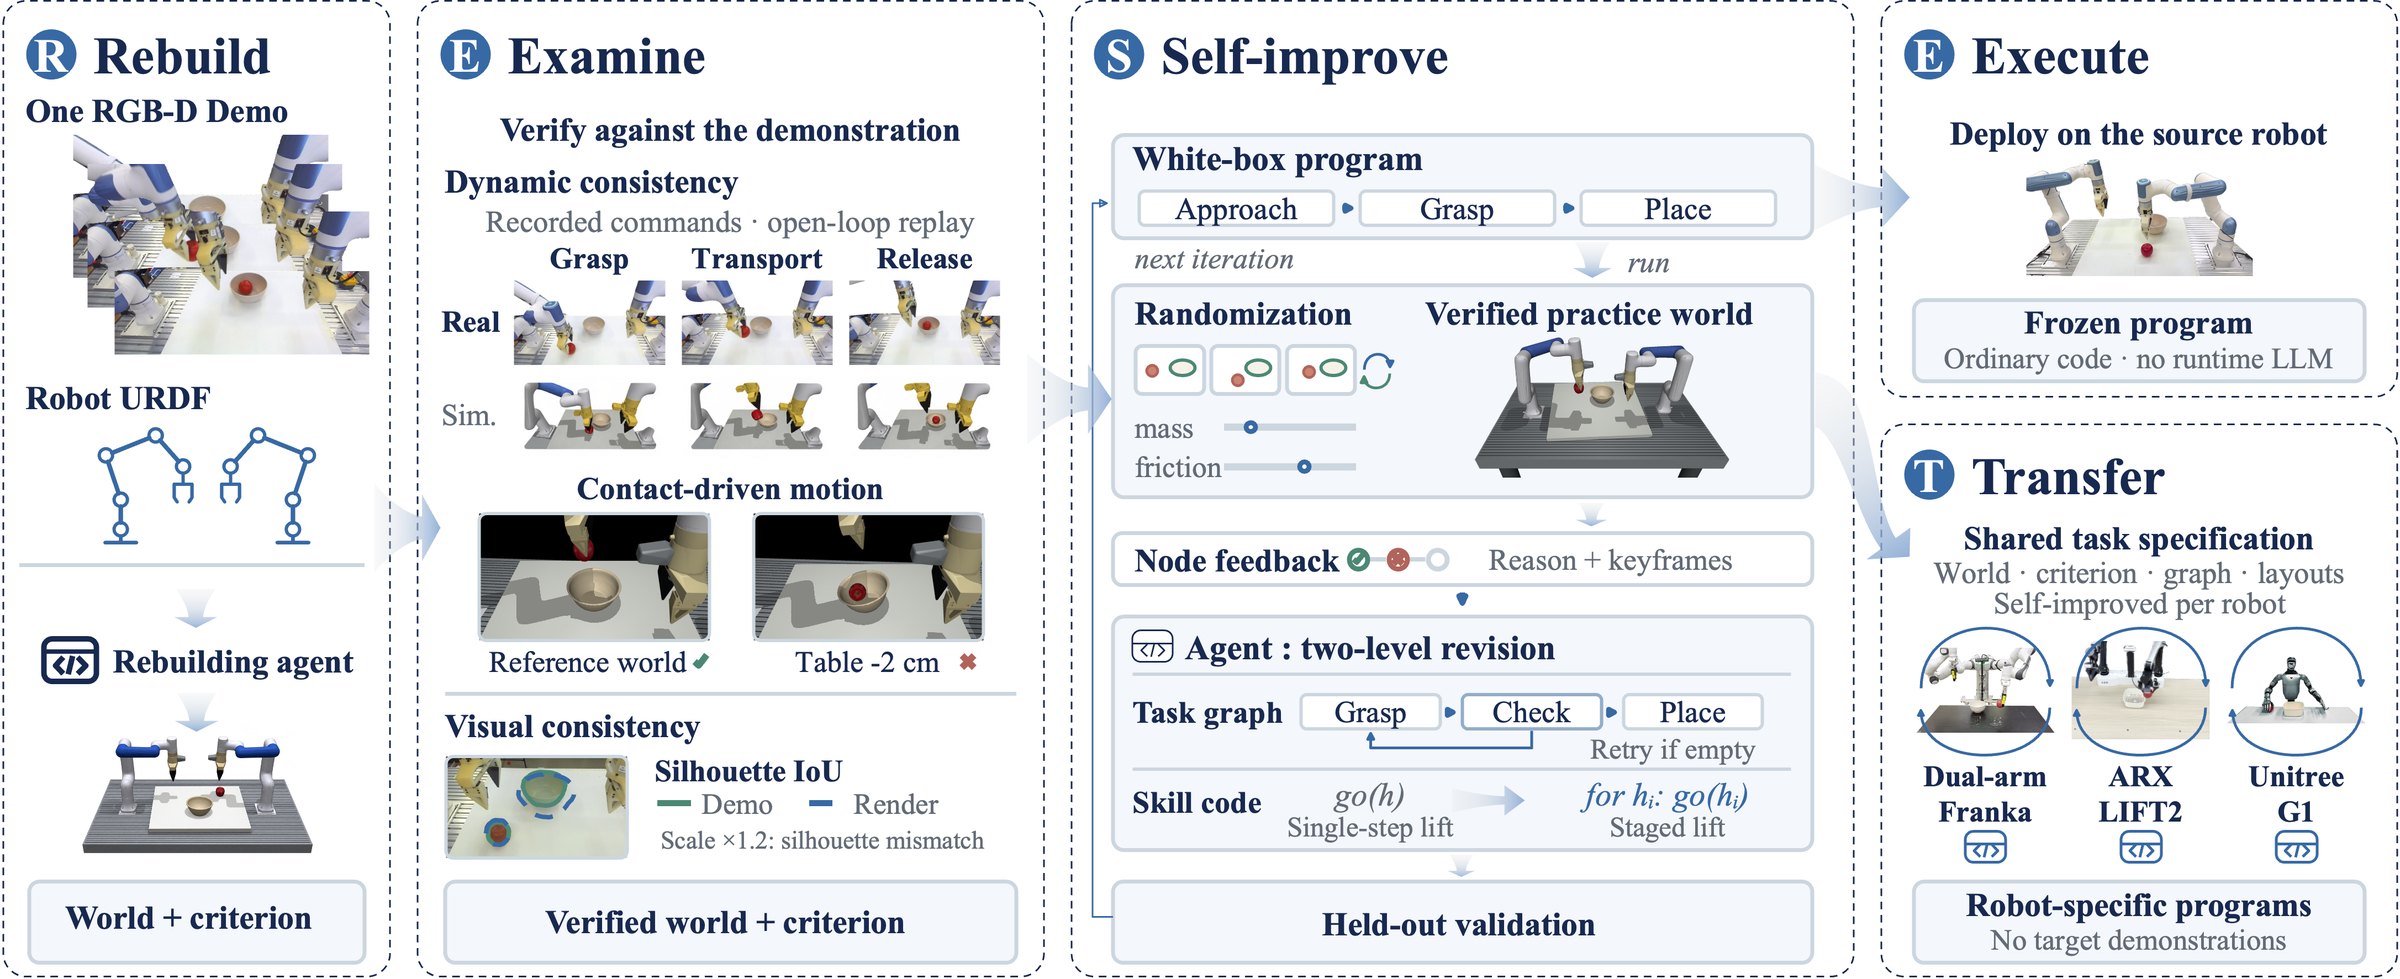 R Rebuild
One RGB-D Demo
Robot URDF
</> Rebuilding agent
World + criterion
E Examine
Verify against the demonstration
Dynamic consistency
Recorded commands · open-loop replay
Grasp Transport Release
Real
Sim.
Contact-driven motion
Reference world ✔ Table -2 cm ✖
Visual consistency
Silhouette IoU
Demo Render
Scale ×1.2: silhouette mismatch
Verified world + criterion
S Self-improve
White-box program
Approach Grasp Place
next iteration run
Randomization Verified practice world
mass
friction
Node feedback Reason + keyframes
</> Agent : two-level revision
Task graph Grasp Check Place
Retry if empty
Skill code go(h) for hᵢ: go(hᵢ)
Single-step lift Staged lift
Held-out validation
E Execute
Deploy on the source robot
Frozen program
Ordinary code · no runtime LLM
T Transfer
Shared task specification
World · criterion · graph · layouts
Self-improved per robot
Dual-arm ARX Unitree
Franka LIFT2 G1
</> </> </>
Robot-specific programs
No target demonstrations